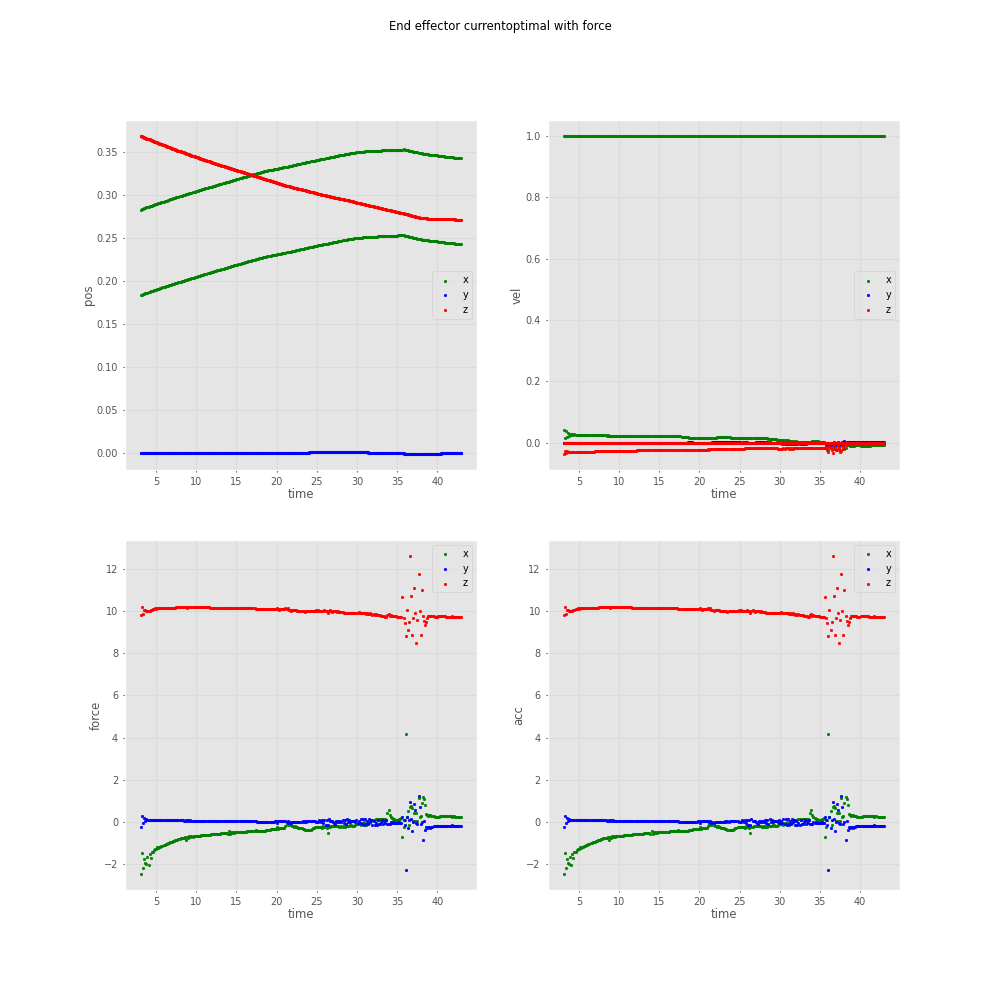 End effector currentoptimal with force
0.35
0.30
0.25
0.20
0.15
0.10
0.05
0.00
pos
5 10 15 20 25 30 35 40
time
x
y
z
1.0
0.8
0.6
0.4
0.2
0.0
vel
5 10 15 20 25 30 35 40
time
x
y
z
12
10
8
6
4
2
0
−2
force
5 10 15 20 25 30 35 40
time
x
y
z
12
10
8
6
4
2
0
−2
acc
5 10 15 20 25 30 35 40
time
x
y
z